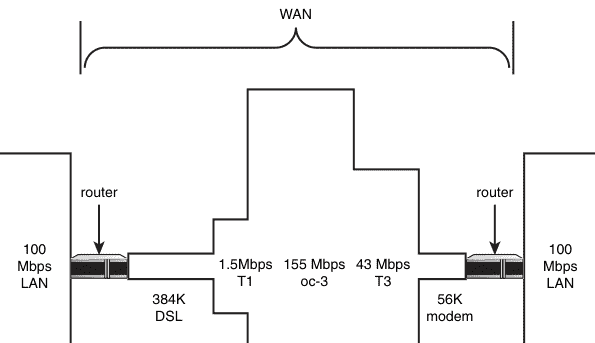 WAN
router
router
100
Mbps
LAN
1.5Mbps
T1
155 Mbps
oc-3
43 Mbps
T3
100
Mbps
LAN
384K
DSL
56K
modem